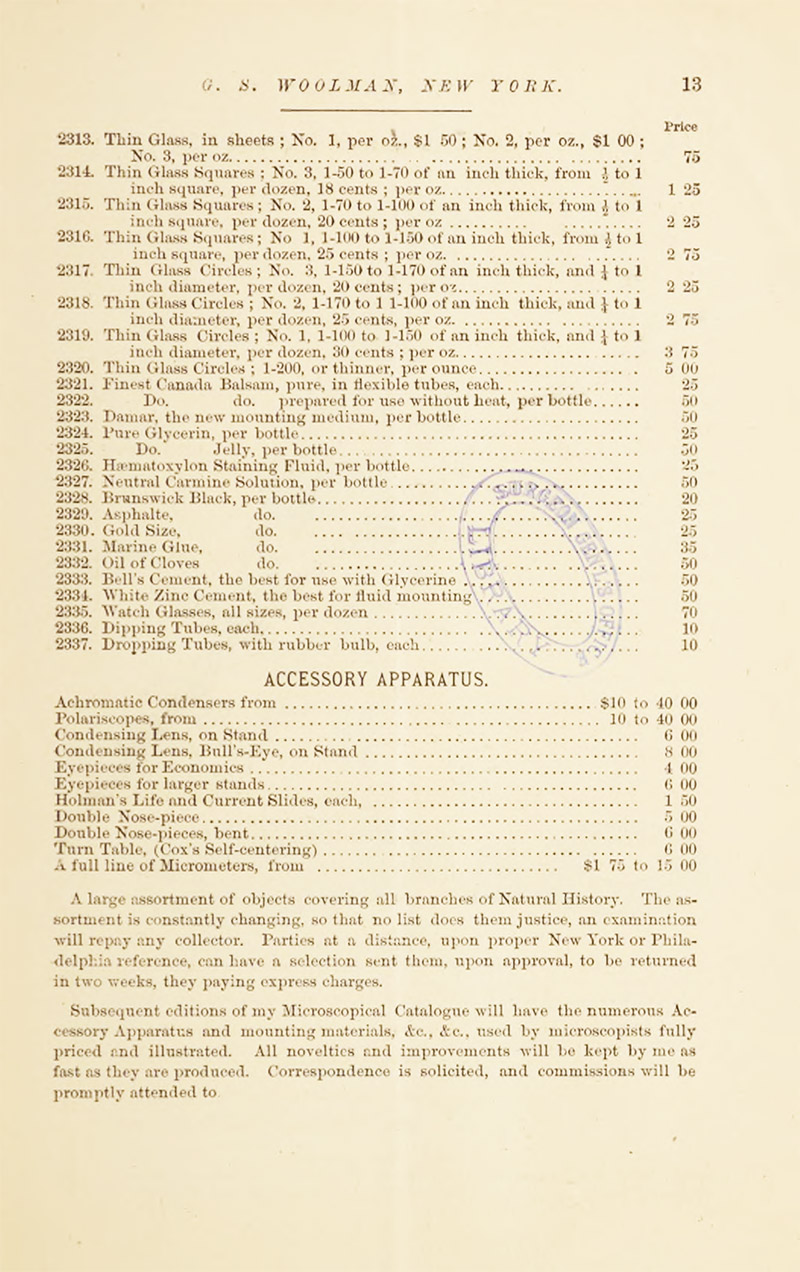 G. S. WOOLMAN, NEW YORK. 13
Price
2313. Thin Glass, in sheets ; No. 1, per oz., $1 50 ; No. 2, per oz., $1 00 ;
No. 3, per oz. 75
2314. Thin Glass Squares ; No. 3, 1-50 to 1-70 of an inch thick, from ½ to 1
inch square, per dozen, 18 cents ; per oz. 1 25
2315. Thin Glass Squares ; No. 2, 1-70 to 1-100 of an inch thick, from ½ to 1
inch square, per dozen, 20 cents ; per oz 2 25
2316. Thin Glass Squares ; No 1, 1-100 to 1-150 of an inch thick, from ½ to 1
inch square, per dozen, 25 cents ; per oz. 2 75
2317. Thin Glass Circles ; No. 3, 1-150 to 1-170 of an inch thick, and to 1
inch diameter, per dozen, 20 cents ; per oz. 2 25
2318. Thin Glass Circles ; No. 2, 1-170 to 1 1-100 of an inch thick, and to 1
inch diameter, per dozen, 25 cents, per oz. 2 75
2319. Thin Glass Circles ; No. 1, 1-100 to 1-150 of an inch thick, and to 1
inch diameter, per dozen, 30 cents ; per oz. 3 75
2320. Thin Glass Circles ; 1-200, or thinner, per ounce 5 00
2321. Finest Canada Balsam, pure, in flexible tubes, each 25
2322. Do. do. prepared for use without heat, per bottle 50
2323. Damar, the new mounting medium, per bottle 50
2324. Pure Glycerin, per bottle 25
2325. Do. Jelly, per bottle 50
2326. Hæmatoxylon Staining Fluid, per bottle 25
2327. Neutral Carmine Solution, per bottle 50
2328. Brunswick Black, per bottle 20
2329. Asphalte, do. 25
2330. Gold Size, do. 25
2331. Marine Glue, do. 35
2332. Oil of Cloves do. 50
2333. Bell's Cement, the best for use with Glycerine 50
2334. White Zinc Cement, the best for fluid mounting 50
2335. Watch Glasses, all sizes, per dozen 70
2336. Dipping Tubes, each, 10
2337. Dropping Tubes, with rubber bulb, each 10
ACCESSORY APPARATUS.
Achromatic Condensers from $10 to 40 00
Polariscopes, from 10 to 40 00
Condensing Lens, on Stand 6 00
Condensing Lens, Bull's-Eye, on Stand 8 00
Eyepieces for Economics 4 00
Eyepieces for larger stands 6 00
Holman's Life and Current Slides, each, 1 50
Double Nose-piece 5 00
Double Nose-pieces, bent 6 00
Turn Table, (Cox's Self-centering) 6 00
A full line of Micrometers, from $1 75 to 15 00
A large assortment of objects covering all branches of Natural History. The as-
sortment is constantly changing, so that no list does them justice, an examination
will repay any collector. Parties at a distance, upon proper New York or Phila-
delphia reference, can have a selection sent them, upon approval, to be returned
in two weeks, they paying express charges.
Subsequent editions of my Microscopical Catalogue will have the numerous Ac-
cessory Apparatus and mounting materials, &c., &c., used by microscopists fully
priced and illustrated. All novelties and improvements will be kept by me as
fast as they are produced. Correspondence is solicited, and commissions will be
promptly attended to